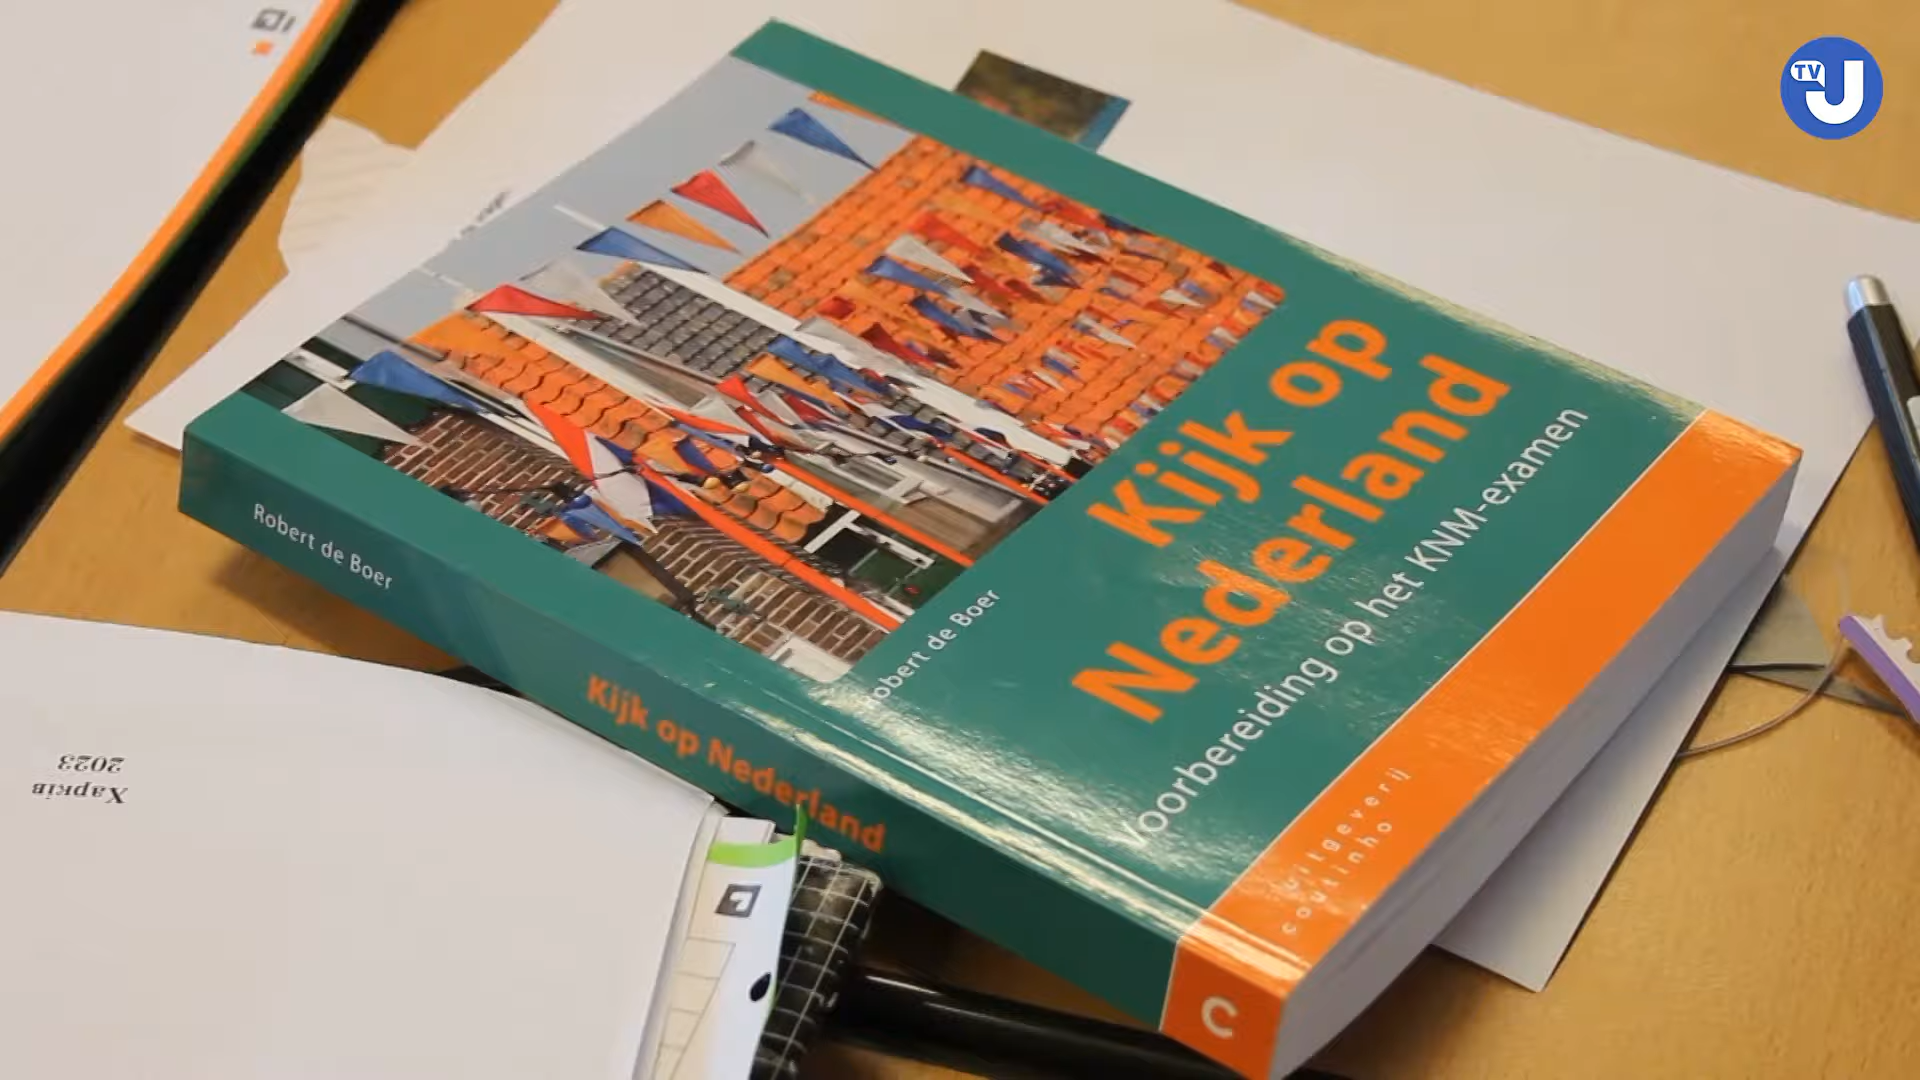 Kijk op
Nederland
Voorbereiding op het KNM-examen
Robert de Boer
uitgeverij
coutinho
Robert de Boer
Kijk op Nederland
C
Харків
2023
TVU